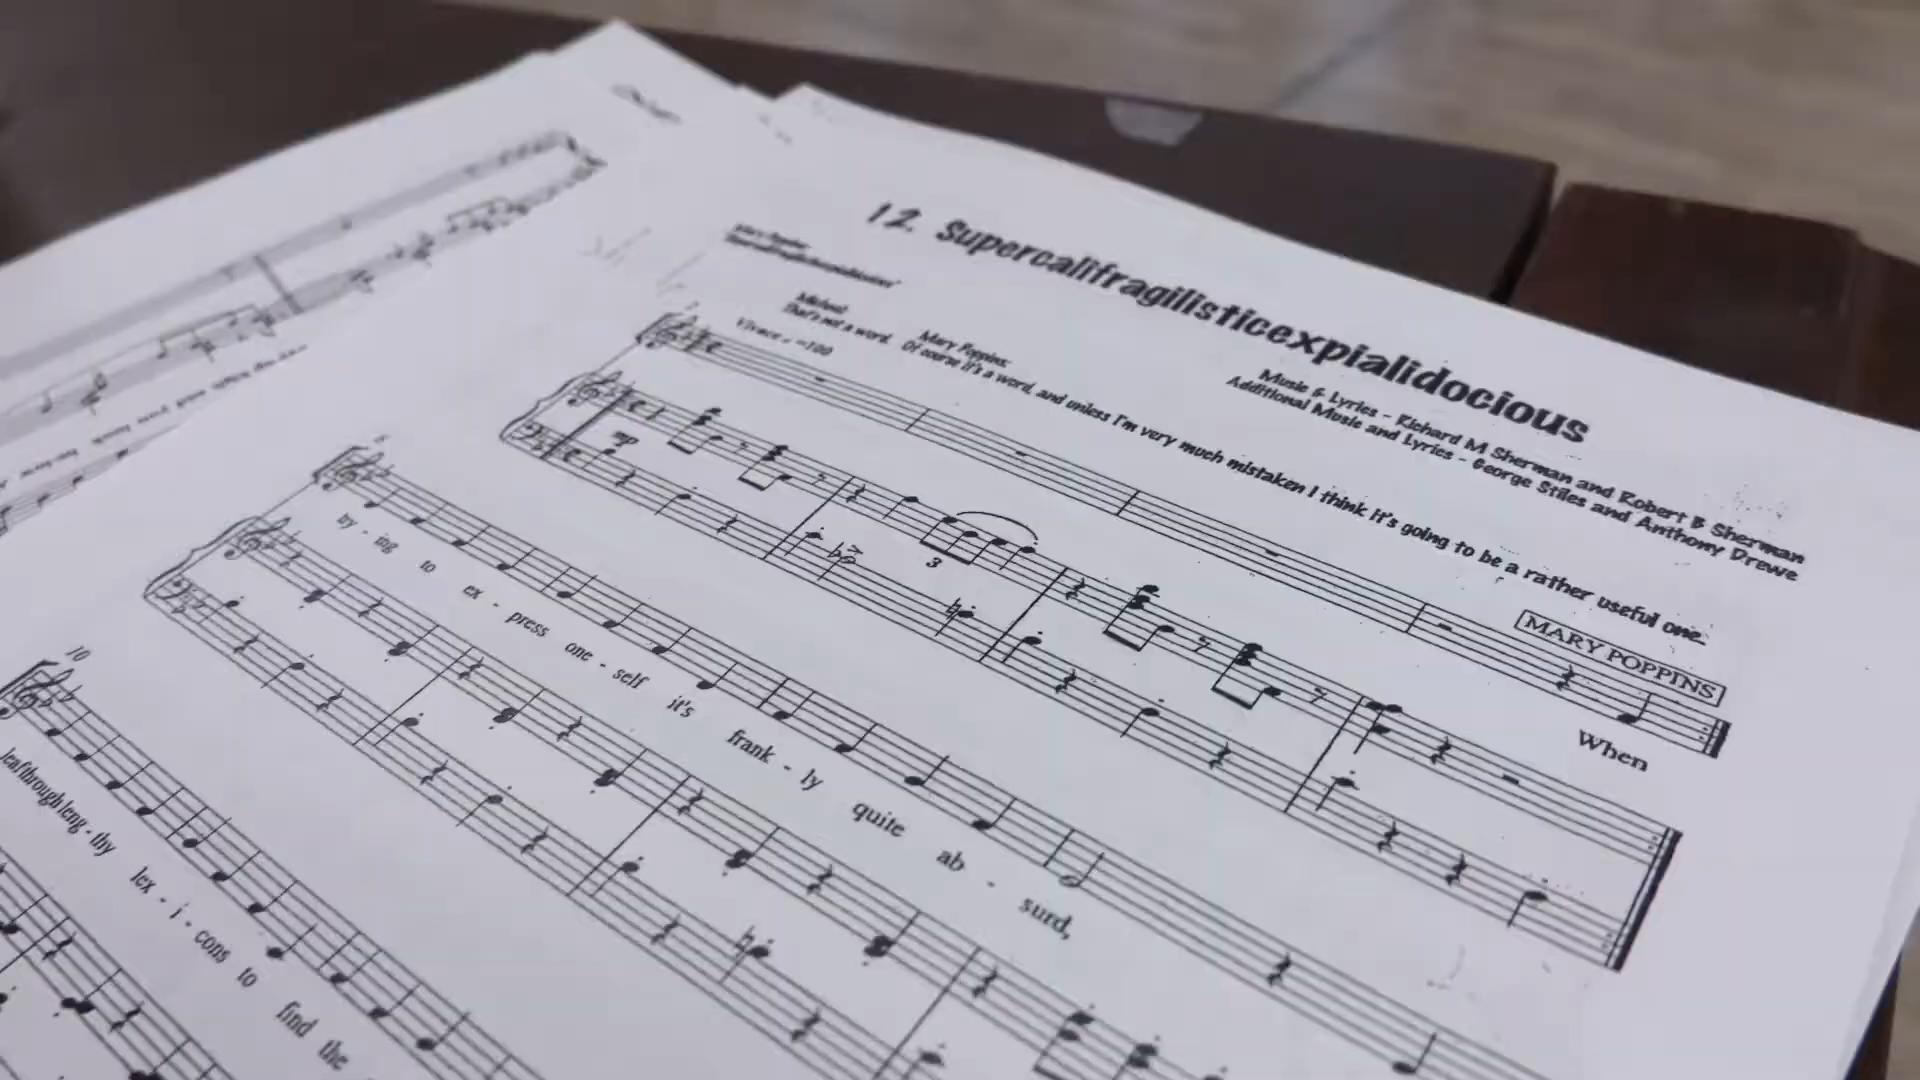 12. Supercalifragilisticexpialidocious
Music & Lyrics - Richard M Sherman and Robert B Sherman
Additional Music and Lyrics - George Stiles and Anthony Drewe
Michael:
That's not a word.
Mary Poppins:
Of course it's a word, and unless I'm very much mistaken I think it's going to be a rather useful one.
Vivace ♩ =100
MARY POPPINS
When
mp
3
try - ing to ex - press one - self it's frank - ly quite ab - surd,
10
leaf through leng - thy lex - i - cons to find the